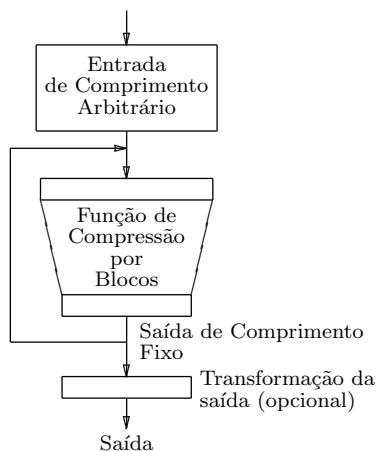 Entrada
de Comprimento
Arbitrário
Função de
Compressão
por
Blocos
Saída de Comprimento
Fixo
Transformação da
saída (opcional)
Saída